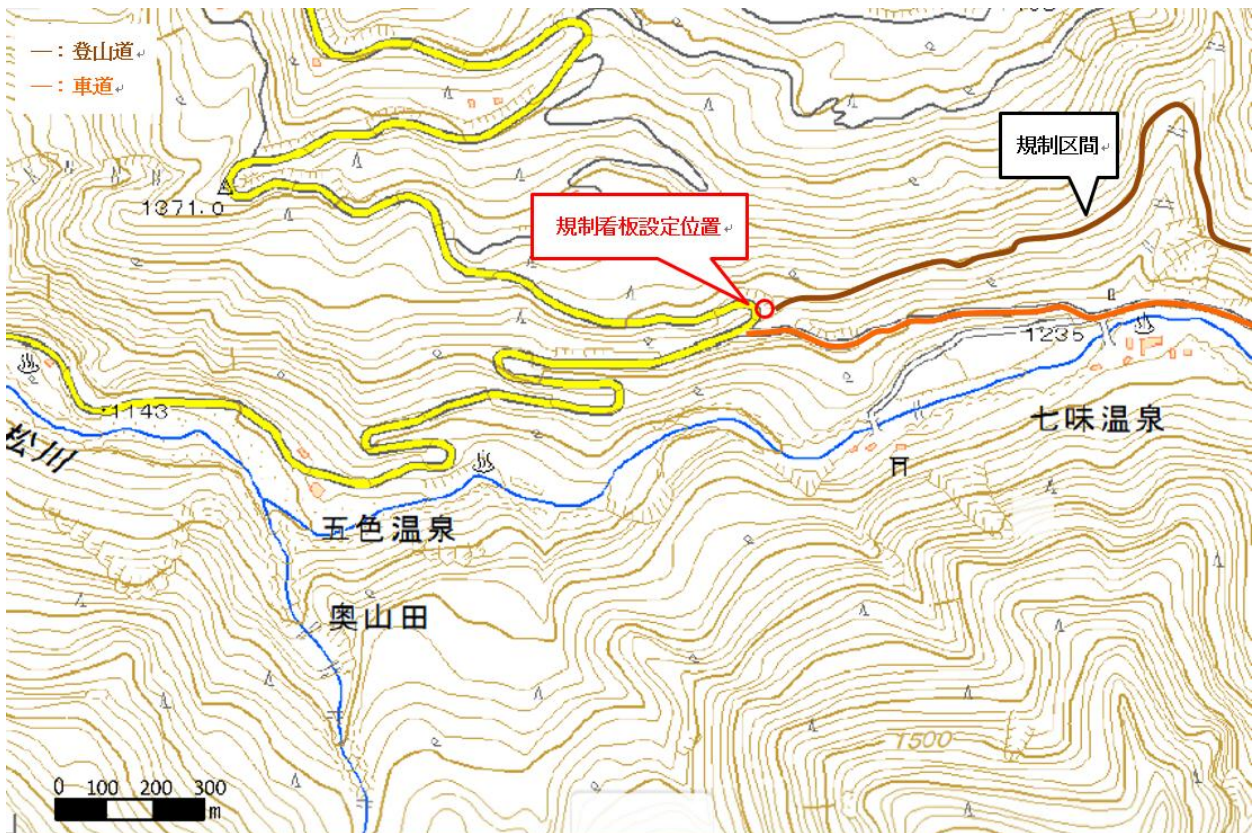 ―：登山道
―：車道
規制区間
1371.0
規制看板設定位置
1235
七味温泉
1143
松川
五色温泉
奥山田
1500
0 100 200 300
m